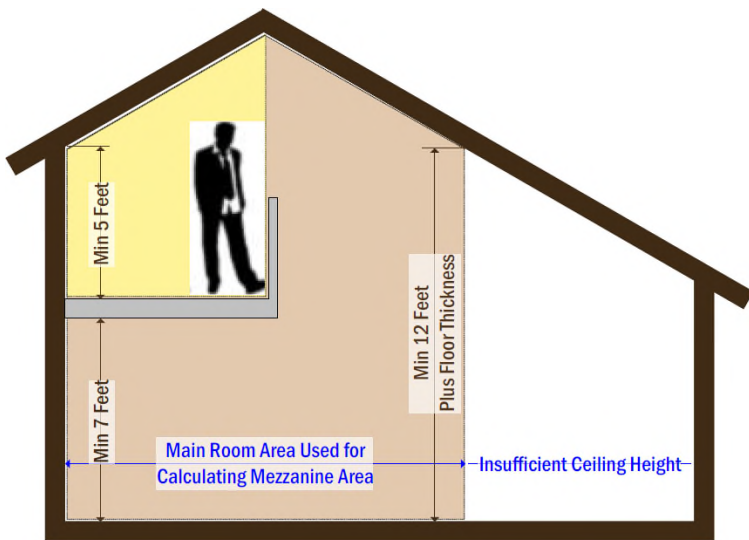 Min 5 Feet
Min 7 Feet
Min 12 Feet
Plus Floor Thickness
Main Room Area Used for
Calculating Mezzanine Area
Insufficient Ceiling Height